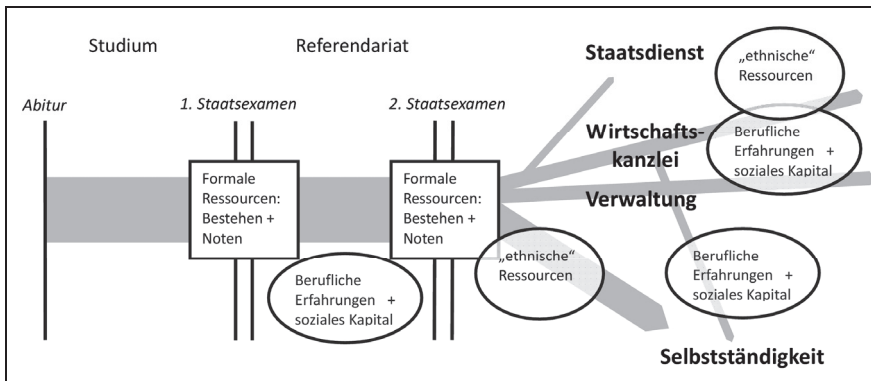 Studium
Referendariat
Staatsdienst
„ethnische“
Ressourcen
Abitur
1. Staatsexamen
2. Staatsexamen
Wirtschafts-
kanzlei
Berufliche
Erfahrungen +
soziales Kapital
Formale
Ressourcen:
Bestehen +
Noten
Formale
Ressourcen:
Bestehen +
Noten
Verwaltung
„ethnische“
Ressourcen
Berufliche
Erfahrungen +
soziales Kapital
Berufliche
Erfahrungen +
soziales Kapital
Selbstständigkeit